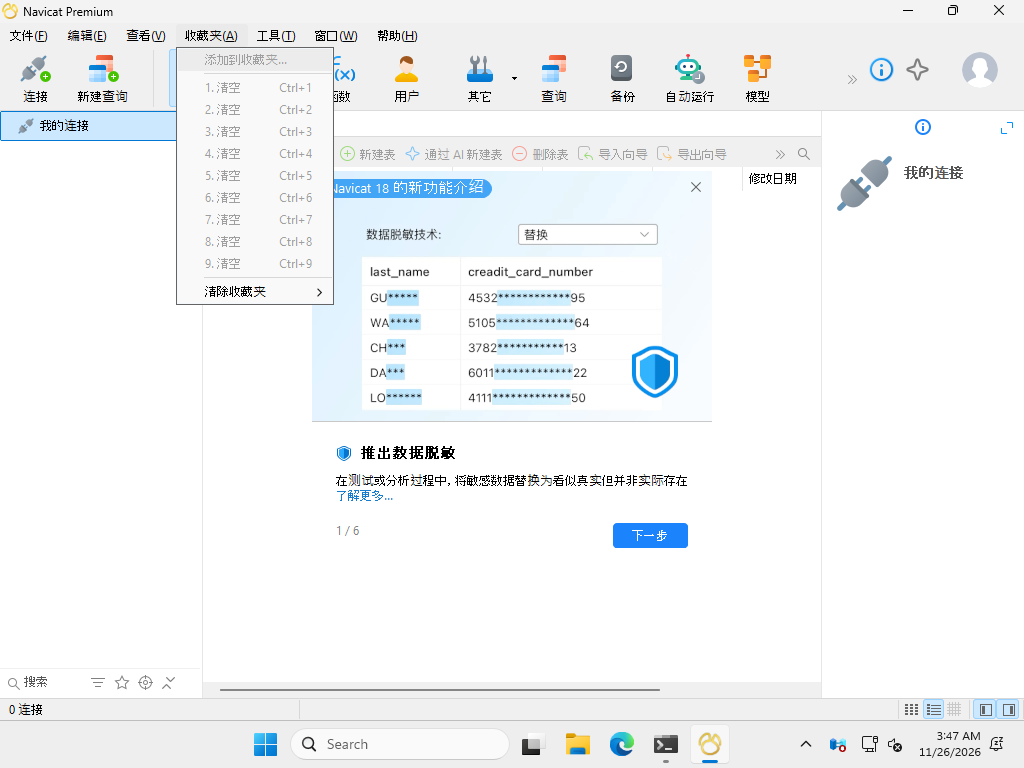 Navicat Premium
文件(F) 编辑(E) 查看(V) 收藏夹(A) 工具(T) 窗口(W) 帮助(H)
连接 新建查询 用户 其它 查询 备份 自动运行 模型
添加到收藏夹...
1. 清空 Ctrl+1
2. 清空 Ctrl+2
3. 清空 Ctrl+3
4. 清空 Ctrl+4
5. 清空 Ctrl+5
6. 清空 Ctrl+6
7. 清空 Ctrl+7
8. 清空 Ctrl+8
9. 清空 Ctrl+9
清除收藏夹
我的连接
新建表 通过 AI 新建表 删除表 导入向导 导出向导
修改日期
Navicat 18 的新功能介绍
数据脱敏技术: 替换
last_name creadit_card_number
GU***** 4532************95
WA***** 5105*************64
CH*** 3782***********13
DA*** 6011*************22
LO****** 4111*************50
推出数据脱敏
在测试或分析过程中, 将敏感数据替换为看似真实但并非实际存在
了解更多...
1 / 6
下一步
我的连接
搜索
0 连接
Search
3:47 AM
11/26/2026